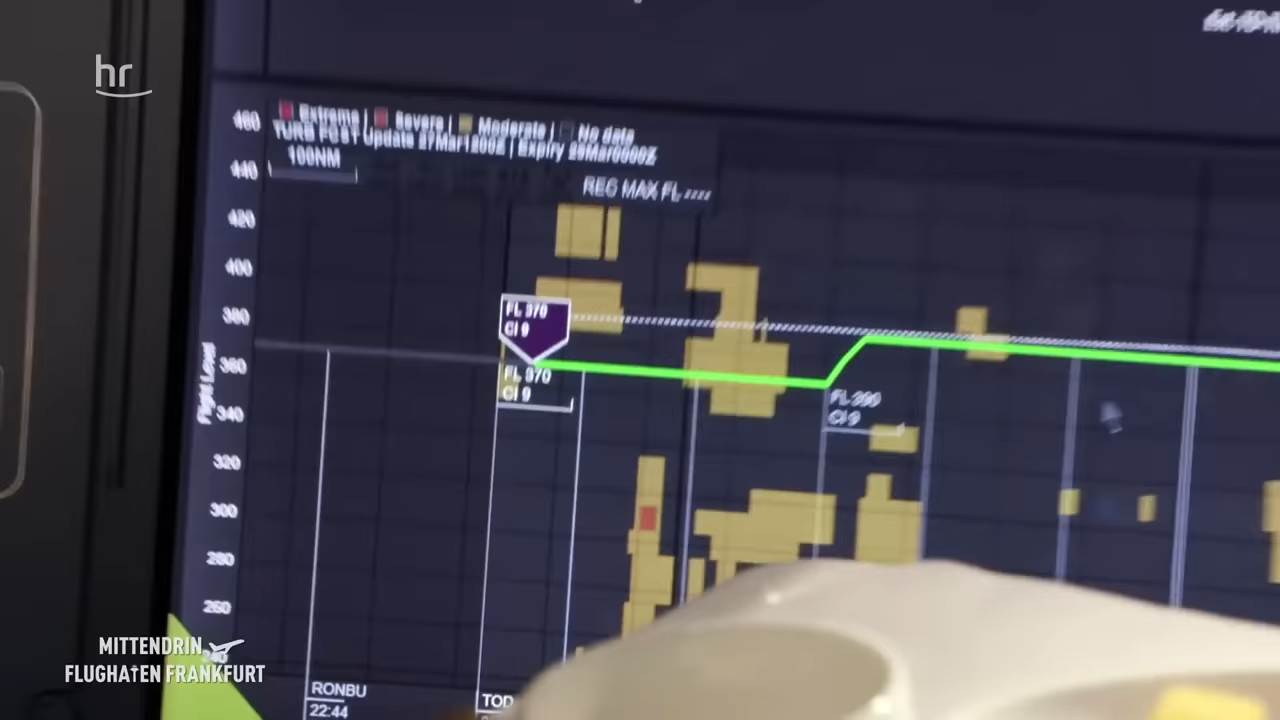 hr
460
Extreme | Severe | Moderate | No data
TURB FCST Update 27Mar1200Z | Expiry 28Mar0000Z
100NM
440
REC MAX FL zzzz
420
400
380
FL 370
CI 9
360
FL 370
CI 9
Flight Level
340
FL 390
CI 9
320
300
280
260
MITTENDRIN
FLUGHAFEN FRANKFURT
RONBU
22:44
TOD